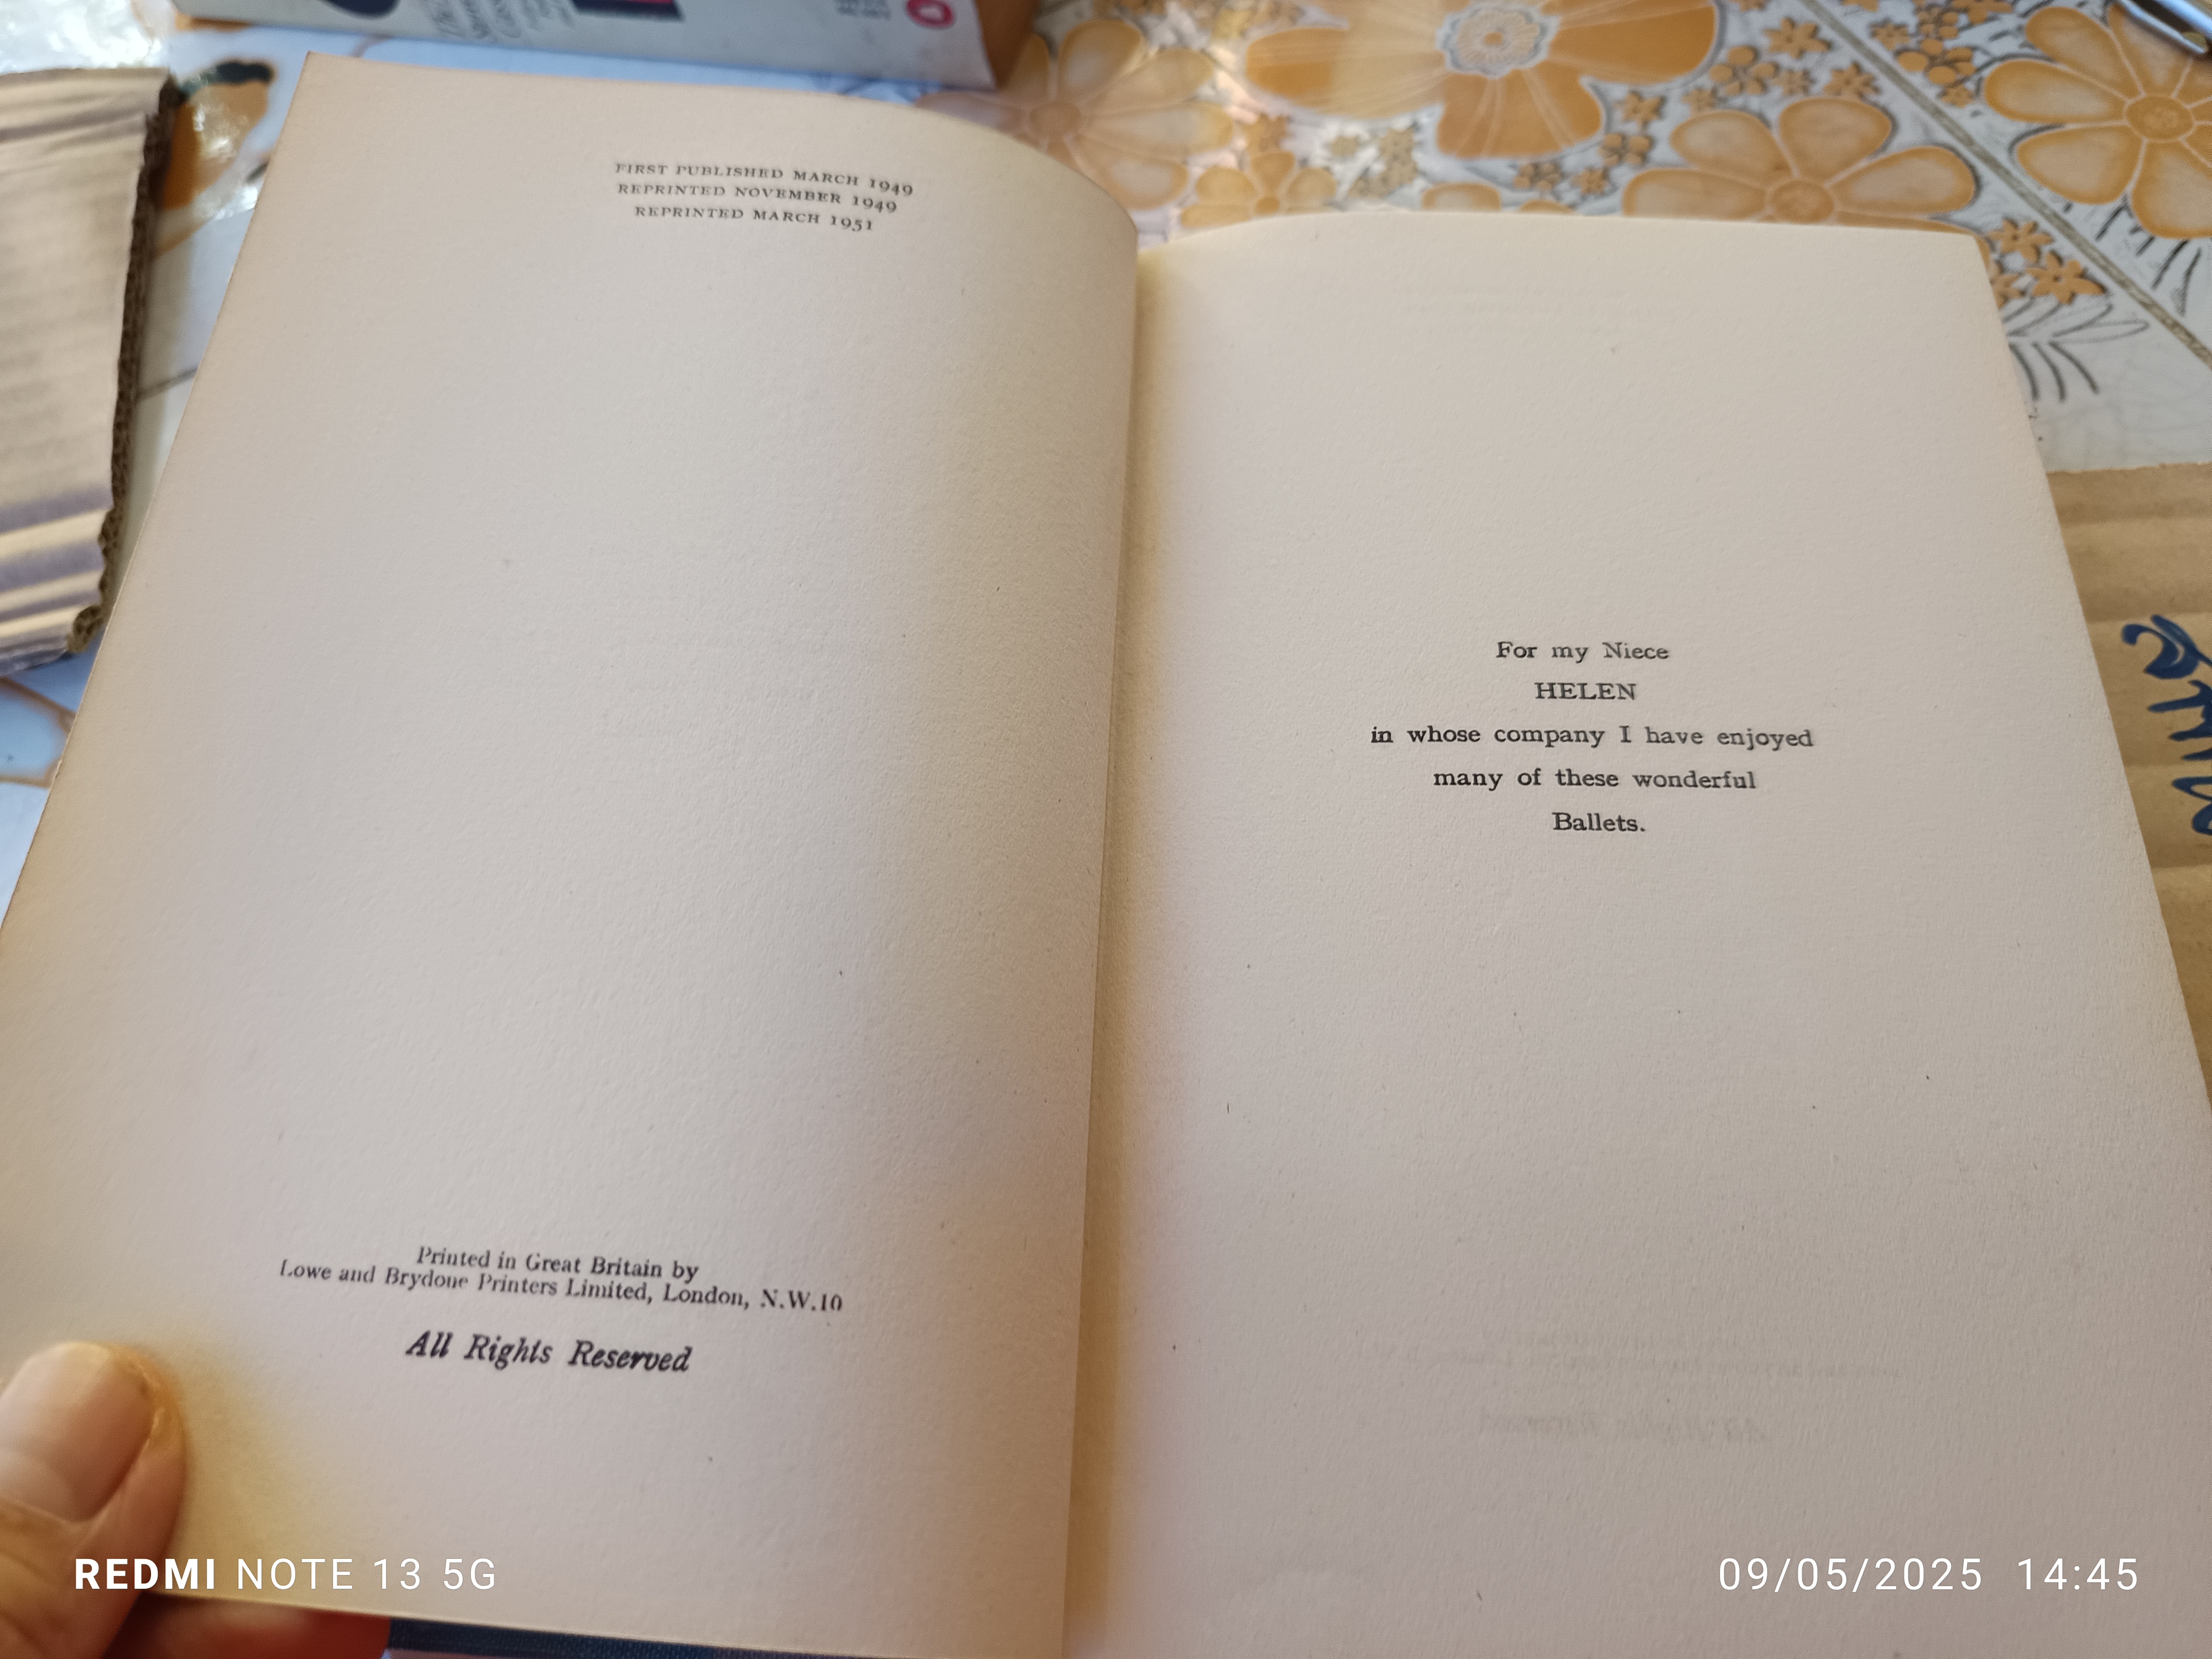 FIRST PUBLISHED MARCH 1949
REPRINTED NOVEMBER 1949
REPRINTED MARCH 1951
Printed in Great Britain by
Lowe and Brydone Printers Limited, London, N.W.10
All Rights Reserved
For my Niece
HELEN
in whose company I have enjoyed
many of these wonderful
Ballets.
REDMI NOTE 13 5G
09/05/2025 14:45